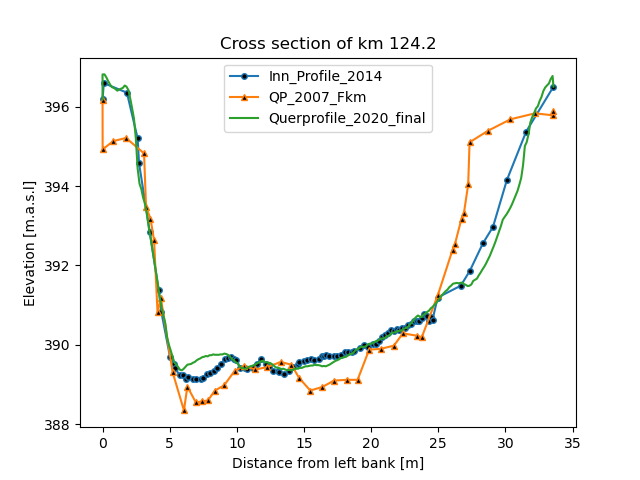 Cross section of km 124.2
Inn_Profile_2014
QP_2007_Fkm
Querprofile_2020_final
Elevation [m.a.s.l]
396
394
392
390
388
0 5 10 15 20 25 30 35
Distance from left bank [m]